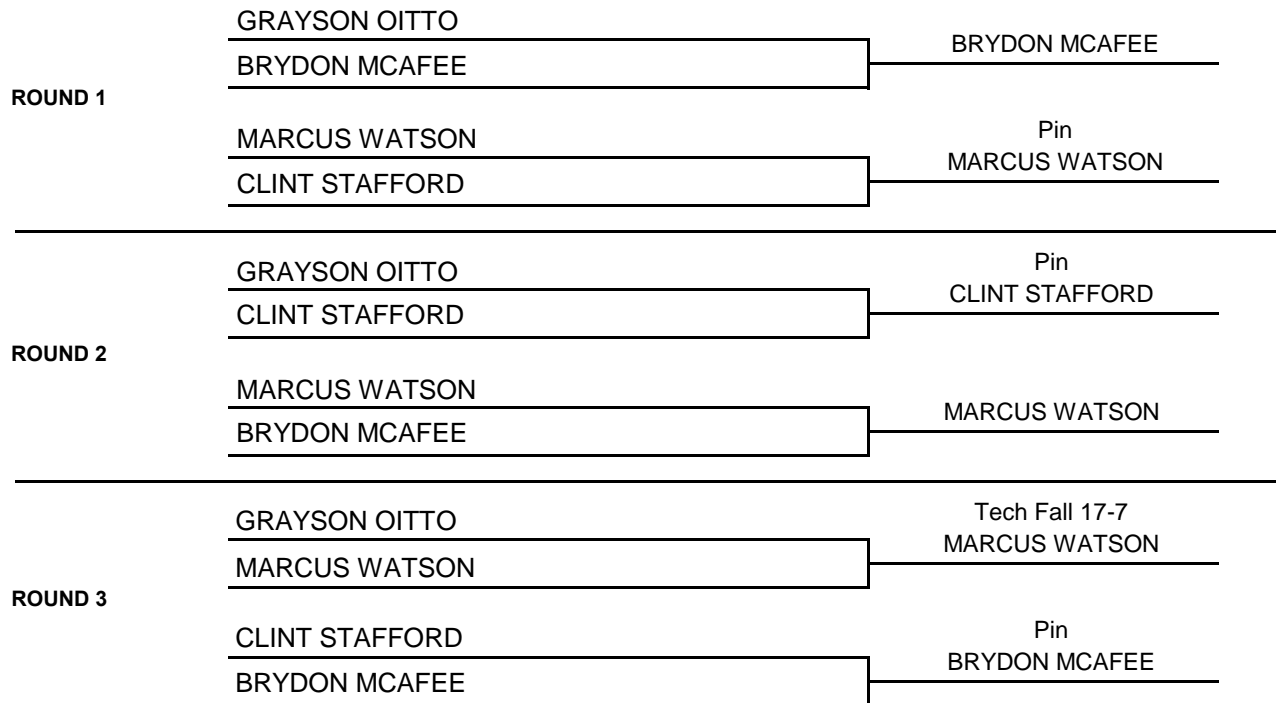 GRAYSON OITTO
BRYDON MCAFEE
BRYDON MCAFEE
ROUND 1
MARCUS WATSON
CLINT STAFFORD
Pin
MARCUS WATSON
GRAYSON OITTO
CLINT STAFFORD
Pin
CLINT STAFFORD
ROUND 2
MARCUS WATSON
BRYDON MCAFEE
MARCUS WATSON
GRAYSON OITTO
MARCUS WATSON
Tech Fall 17-7
MARCUS WATSON
ROUND 3
CLINT STAFFORD
BRYDON MCAFEE
Pin
BRYDON MCAFEE